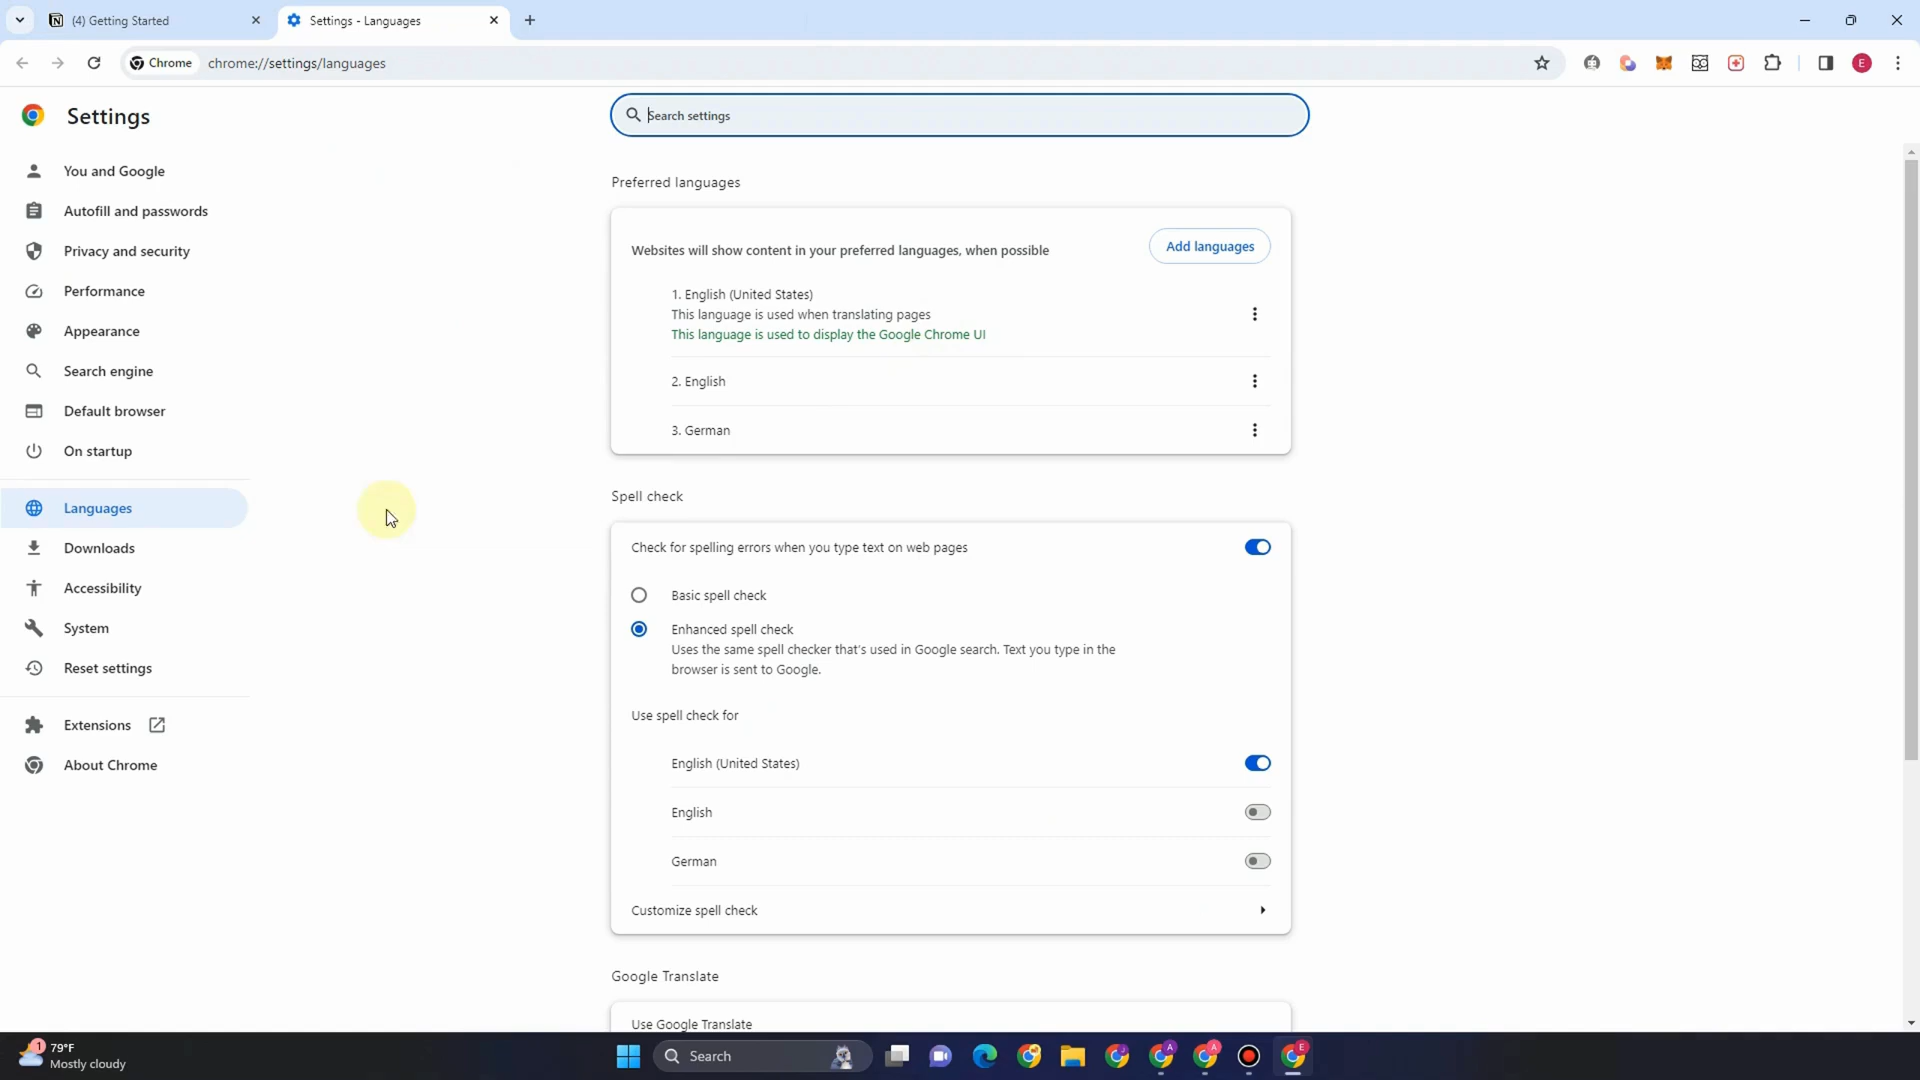 (4) Getting Started
Settings - Languages
Chrome
chrome://settings/languages
E
Settings
Search settings
You and Google
Autofill and passwords
Privacy and security
Performance
Appearance
Search engine
Default browser
On startup
Languages
Downloads
Accessibility
System
Reset settings
Extensions
About Chrome
Preferred languages
Websites will show content in your preferred languages, when possible
Add languages
1. English (United States)
This language is used when translating pages
This language is used to display the Google Chrome UI
2. English
3. German
Spell check
Check for spelling errors when you type text on web pages
Basic spell check
Enhanced spell check
Uses the same spell checker that's used in Google search. Text you type in the
browser is sent to Google.
Use spell check for
English (United States)
English
German
Customize spell check
Google Translate
Use Google Translate
1
79°F
Mostly cloudy
Search
J
A
A
E